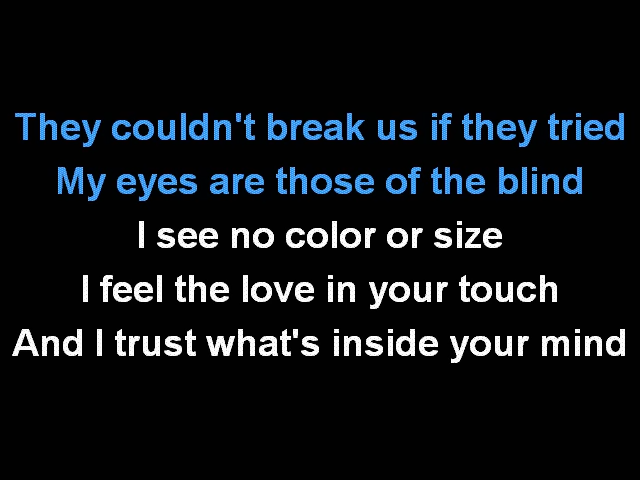 They couldn't break us if they tried
My eyes are those of the blind
I see no color or size
I feel the love in your touch
And I trust what's inside your mind